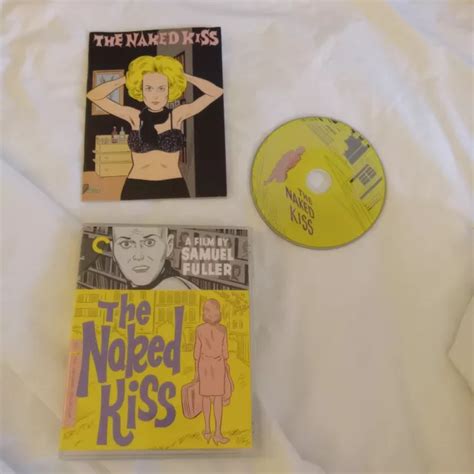 THE NAKED KISS
THE
NAKED
KISS
A FILM BY
SAMUEL
FULLER
The
Naked
Kiss